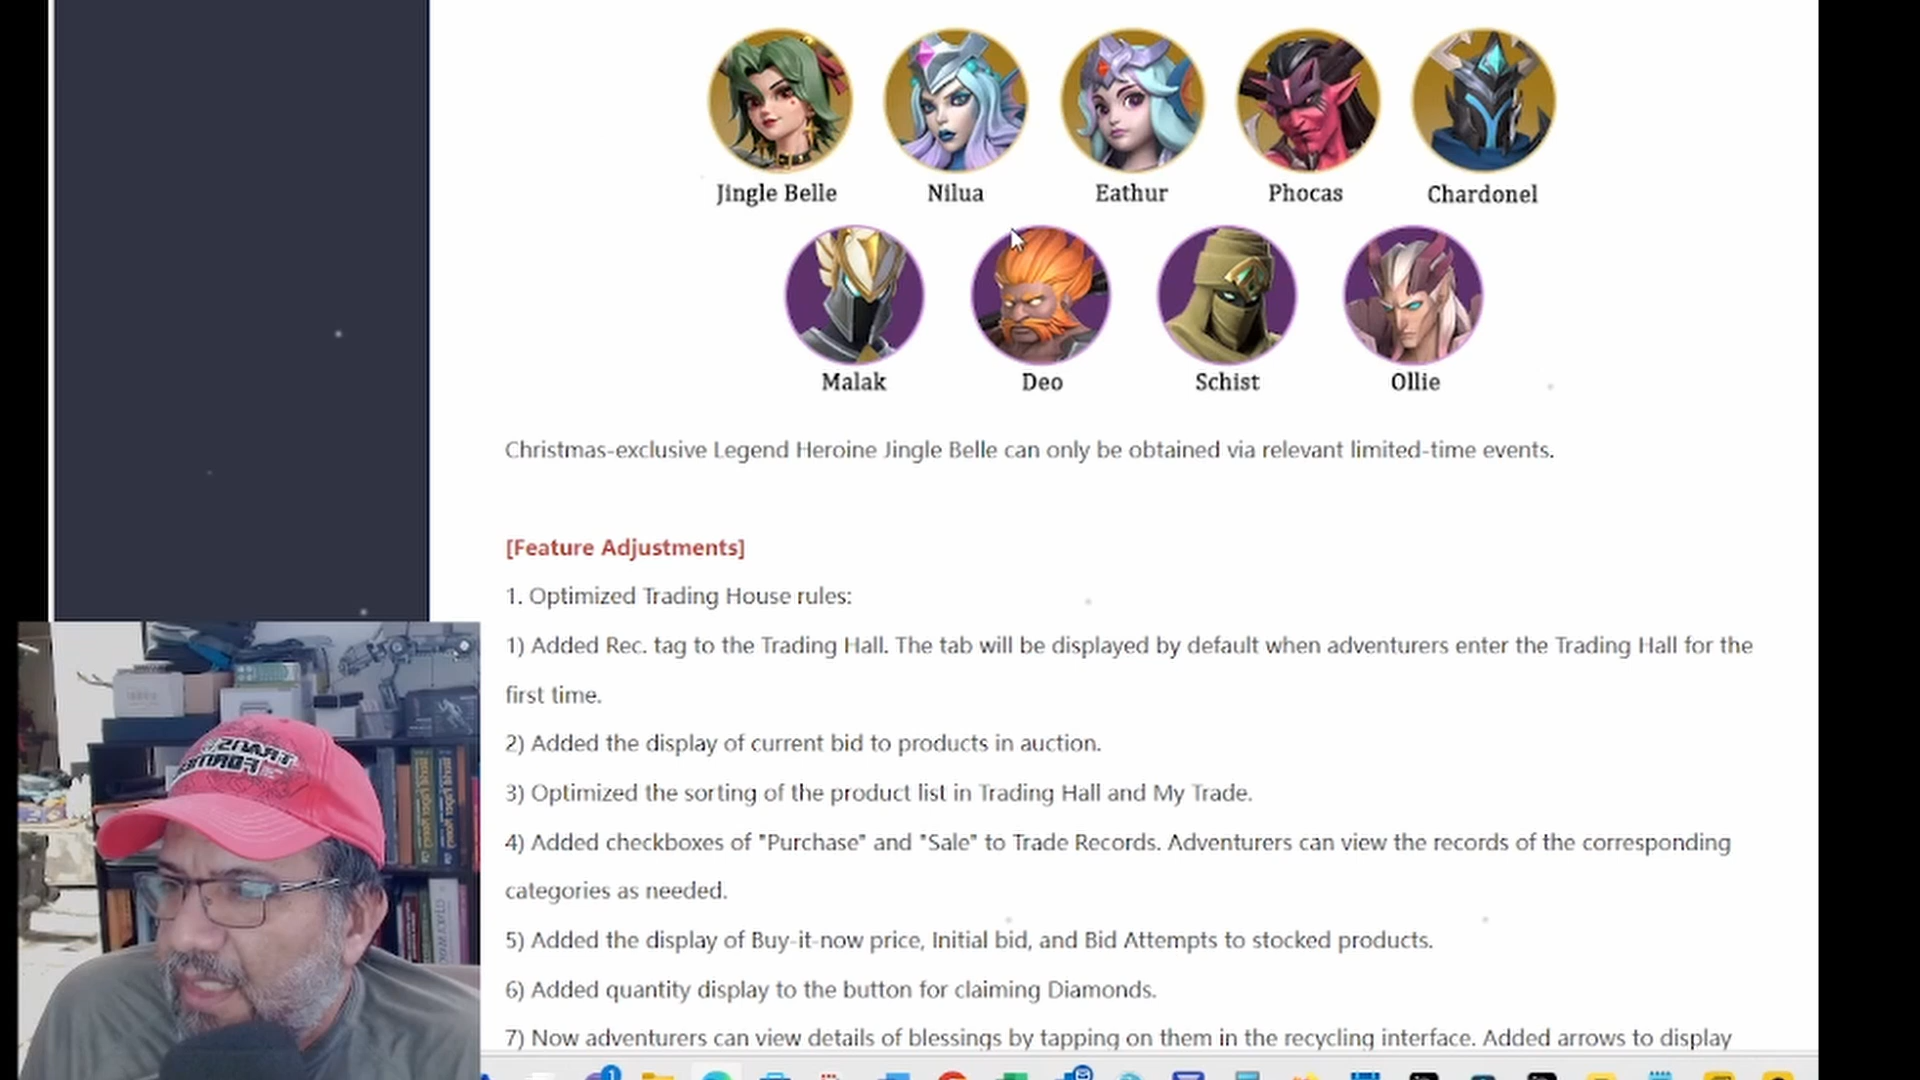 Jingle Belle Nilua Eathur Phocas Chardonel
Malak Deo Schist Ollie
Christmas-exclusive Legend Heroine Jingle Belle can only be obtained via relevant limited-time events.
[Feature Adjustments]
1. Optimized Trading House rules:
1) Added Rec. tag to the Trading Hall. The tab will be displayed by default when adventurers enter the Trading Hall for the
first time.
2) Added the display of current bid to products in auction.
3) Optimized the sorting of the product list in Trading Hall and My Trade.
4) Added checkboxes of "Purchase" and "Sale" to Trade Records. Adventurers can view the records of the corresponding
categories as needed.
5) Added the display of Buy-it-now price, Initial bid, and Bid Attempts to stocked products.
6) Added quantity display to the button for claiming Diamonds.
7) Now adventurers can view details of blessings by tapping on them in the recycling interface. Added arrows to display
1